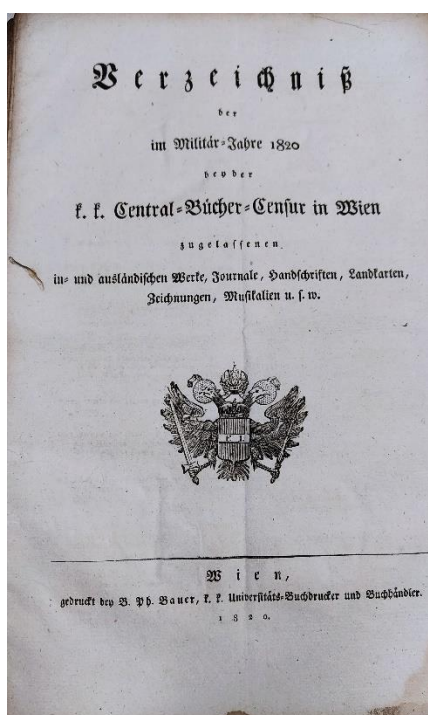 Verzeichniß
der
im Militär-Jahre 1820
bey der
k. k. Central-Bücher-Censur in Wien
zugelassenen
in- und ausländischen Werke, Journale, Handschriften, Landkarten,
Zeichnungen, Musikalien u. s. w.
Wien,
gedruckt bey B. Ph. Bauer, k. k. Universitäts-Buchdrucker und Buchhändler.
1820.